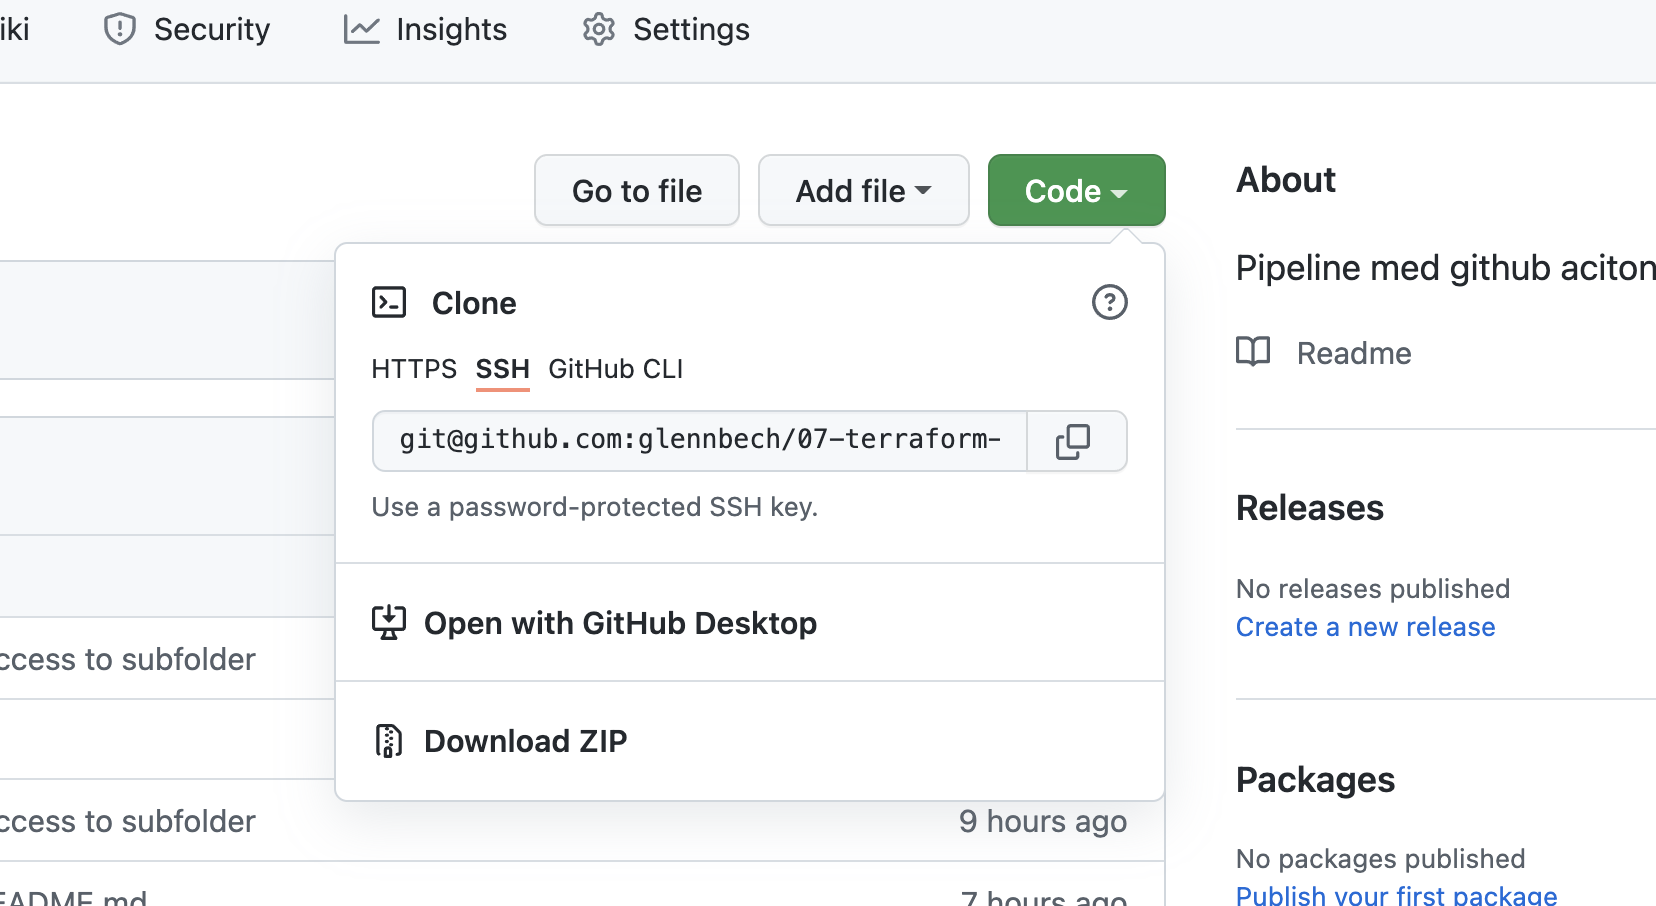 iki Security Insights Settings
Go to file Add file Code
Clone
HTTPS SSH GitHub CLI
git@github.com:glennbech/07-terraform-
Use a password-protected SSH key.
Open with GitHub Desktop
Download ZIP
ccess to subfolder
ccess to subfolder 9 hours ago
EADME.md 7 hours ago
About
Pipeline med github aciton
Readme
Releases
No releases published
Create a new release
Packages
No packages published
Publish your first package